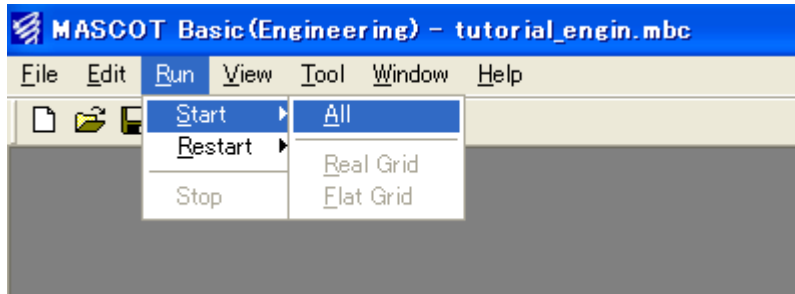 MASCOT Basic(Engineering) - tutorial_engin.mbc
File Edit Run View Tool Window Help
Start All
Restart
Real Grid
Stop Flat Grid